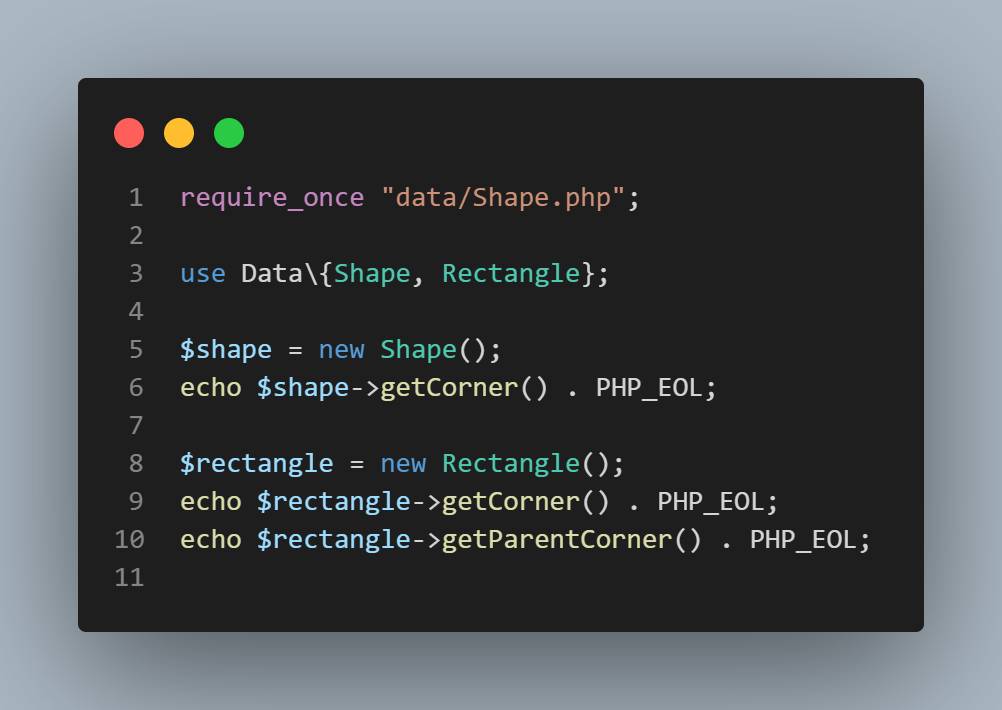 1 require_once "data/Shape.php";
2
3 use Data\{Shape, Rectangle};
4
5 $shape = new Shape();
6 echo $shape->getCorner() . PHP_EOL;
7
8 $rectangle = new Rectangle();
9 echo $rectangle->getCorner() . PHP_EOL;
10 echo $rectangle->getParentCorner() . PHP_EOL;
11